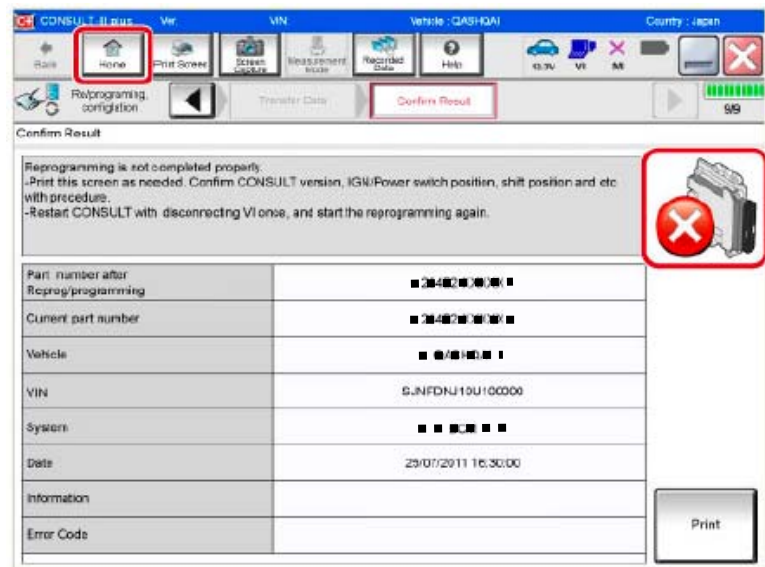 CONSULT-III plus Ver. VIN: Vehicle : QASHQAI Country : Japan
Back Home Print Screen Screen Capture Measurement Mode Recorded Data Help VI MI
Re/programming, configuration Transfer Data Confirm Result 9/9
Confirm Result
Reprogramming is not completed properly.
-Print this screen as needed. Confirm CONSULT version, IGN/Power switch position, shift position and etc
with procedure.
-Restart CONSULT with disconnecting VI once, and start the reprogramming again.
Part number after
Reprog/programming
Current part number
Vehicle
VIN SJNFDNJ10U100000
System
Date 25/07/2011 16:30:00
Information
Error Code
Print